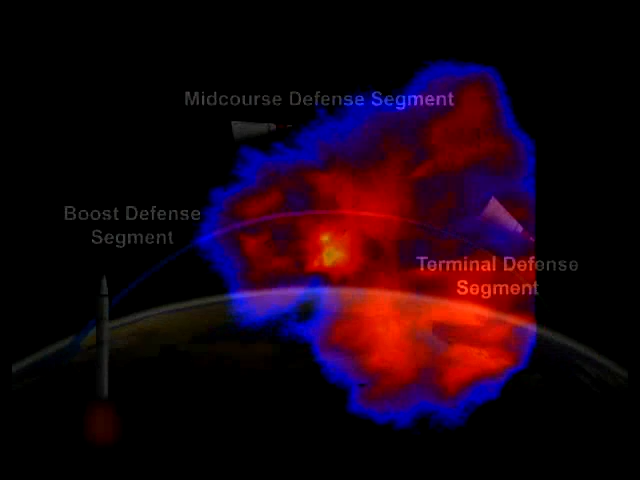 Midcourse Defense Segment
Boost Defense
Segment
Terminal Defense
Segment